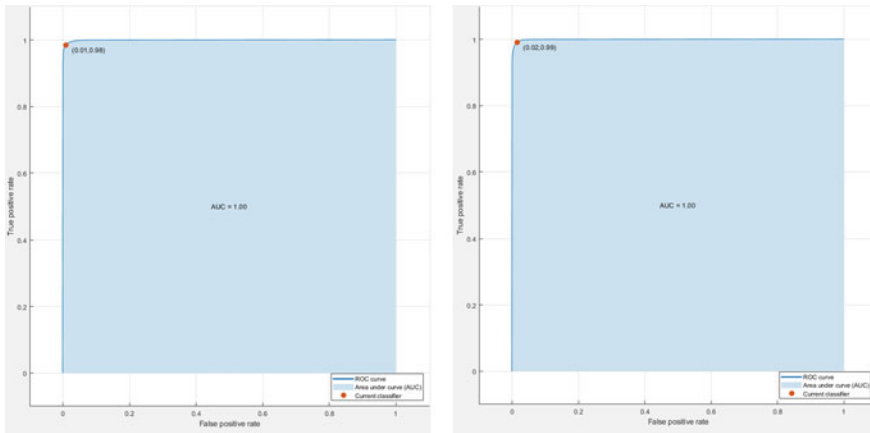 1
(0.01,0.98)
0.8
0.6
True positive rate
AUC = 1.00
0.4
0.2
0
ROC curve
Area under curve (AUC)
Current classifier
0
0.2
0.4
0.6
0.8
1
False positive rate
1
(0.02,0.99)
0.8
0.6
True positive rate
AUC = 1.00
0.4
0.2
0
ROC curve
Area under curve (AUC)
Current classifier
0
0.2
0.4
0.6
0.8
1
False positive rate